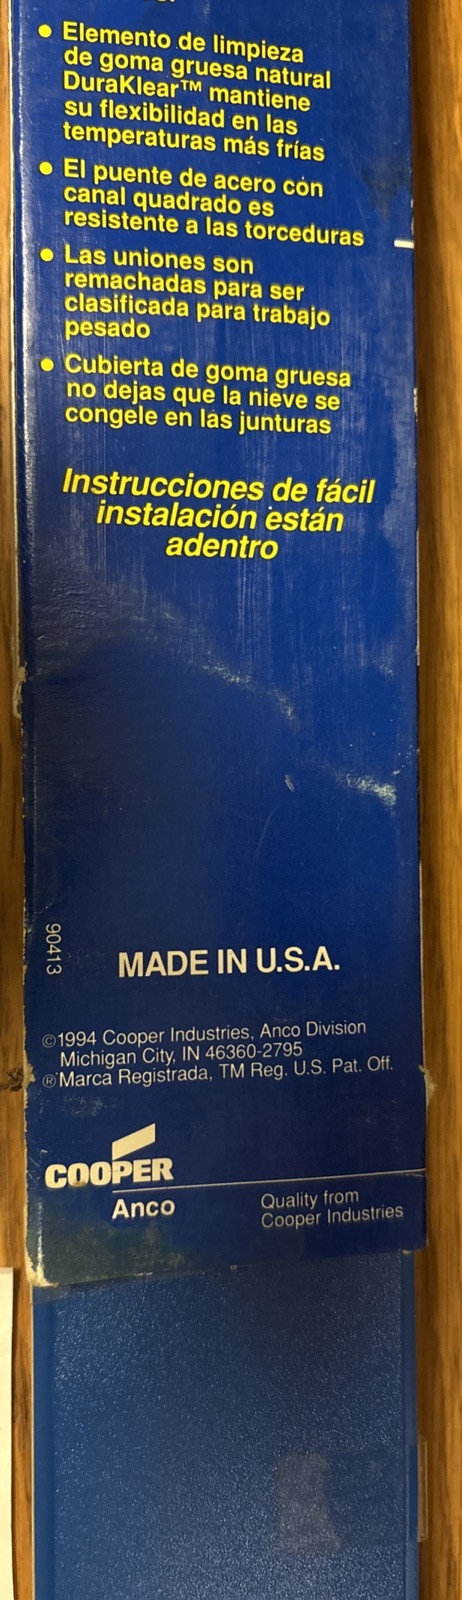 • Elemento de limpieza
de goma gruesa natural
DuraKlear™ mantiene
su flexibilidad en las
temperaturas más frías
• El puente de acero con
canal quadrado es
resistente a las torceduras
• Las uniones son
remachadas para ser
clasificada para trabajo
pesado
• Cubierta de goma gruesa
no dejas que la nieve se
congele en las junturas
Instrucciones de fácil
instalación están
adentro
90413
MADE IN U.S.A.
©1994 Cooper Industries, Anco Division
Michigan City, IN 46360-2795
®Marca Registrada, TM Reg. U.S. Pat. Off.
COOPER
Anco
Quality from
Cooper Industries